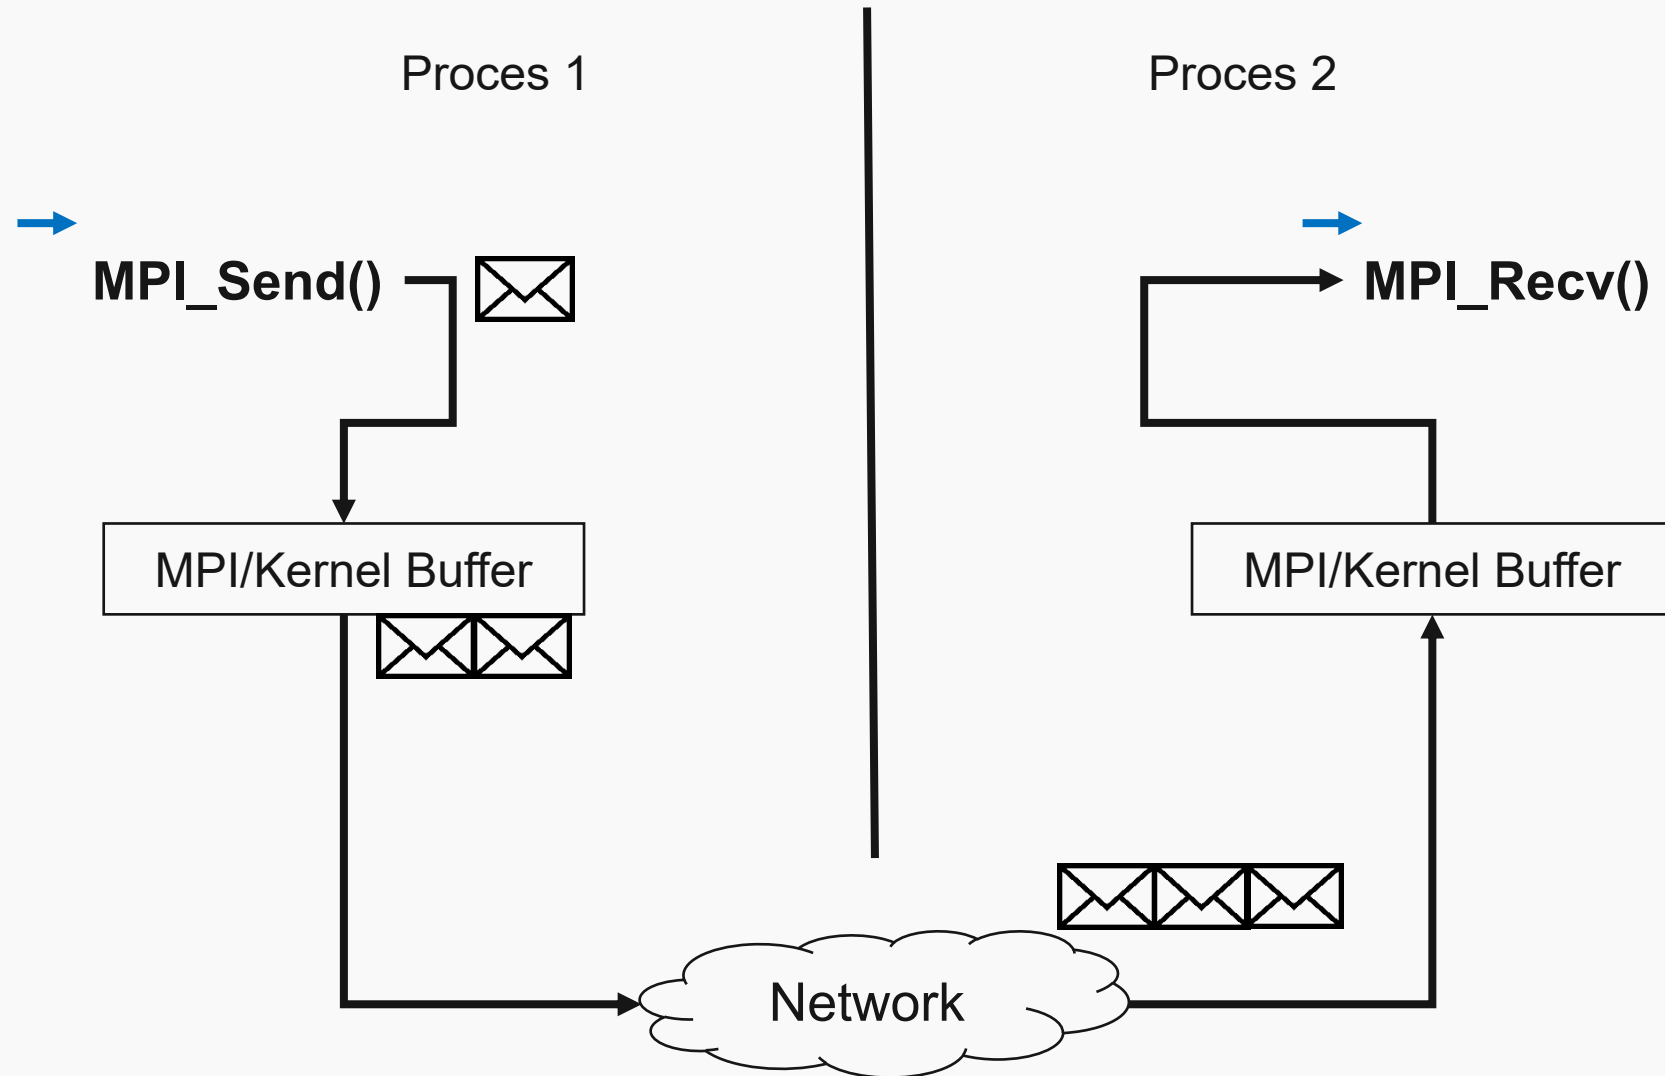 Proces 1
Proces 2
MPI_Send()
MPI_Recv()
MPI/Kernel Buffer
MPI/Kernel Buffer
Network